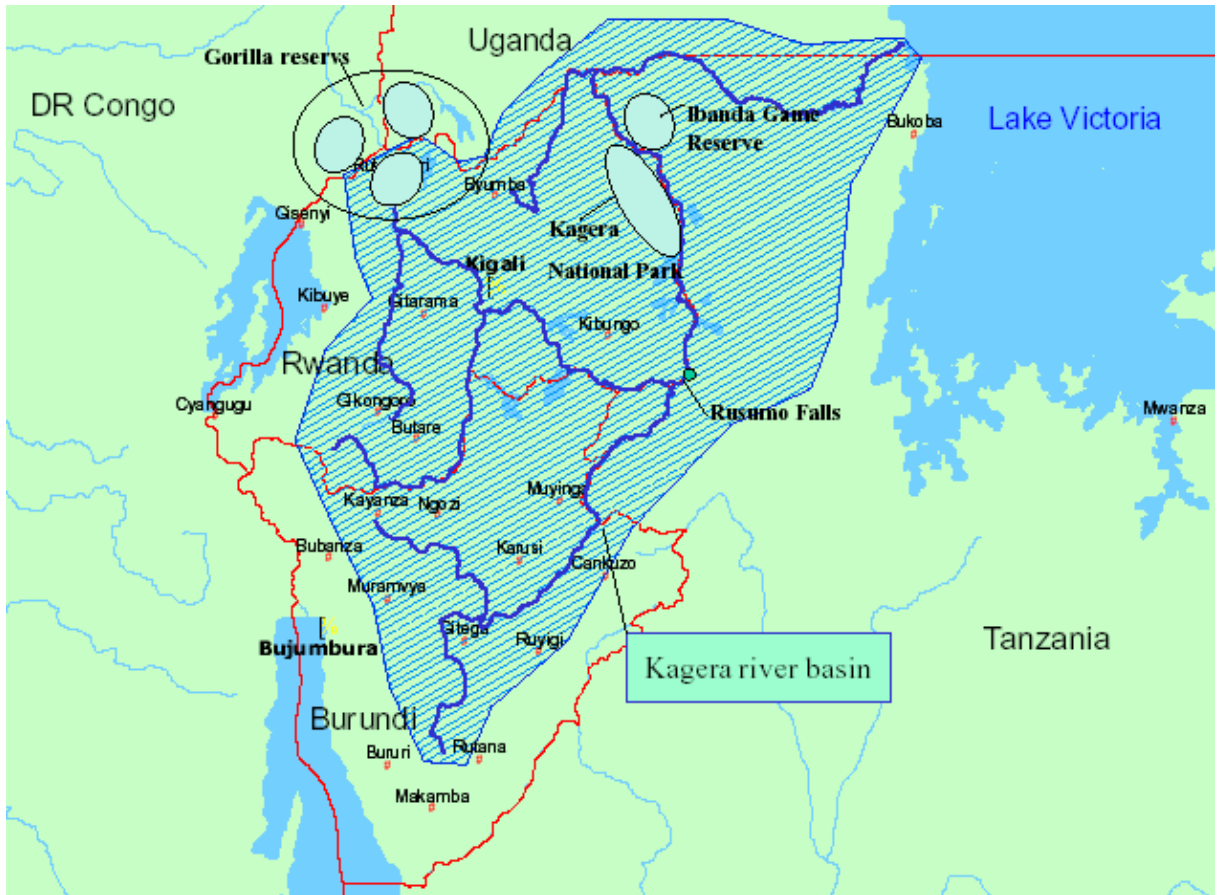 Uganda
Gorilla reservs
DR Congo
Ibanda Game
Reserve
Bukoba
Lake Victoria
Byumba
Gisenyi
Kagera
National Park
Kigali
Kibuye
Gitarama
Kibungo
Rwanda
Cyangugu
Gikongoro
Rusumo Falls
Mwanza
Butare
Kayanza
Ngozi
Muyinga
Bubanza
Karusi
Cankuzo
Muramvya
Gitega
Ruyigi
Tanzania
Bujumbura
Kagera river basin
Burundi
Bururi
Rutana
Makamba